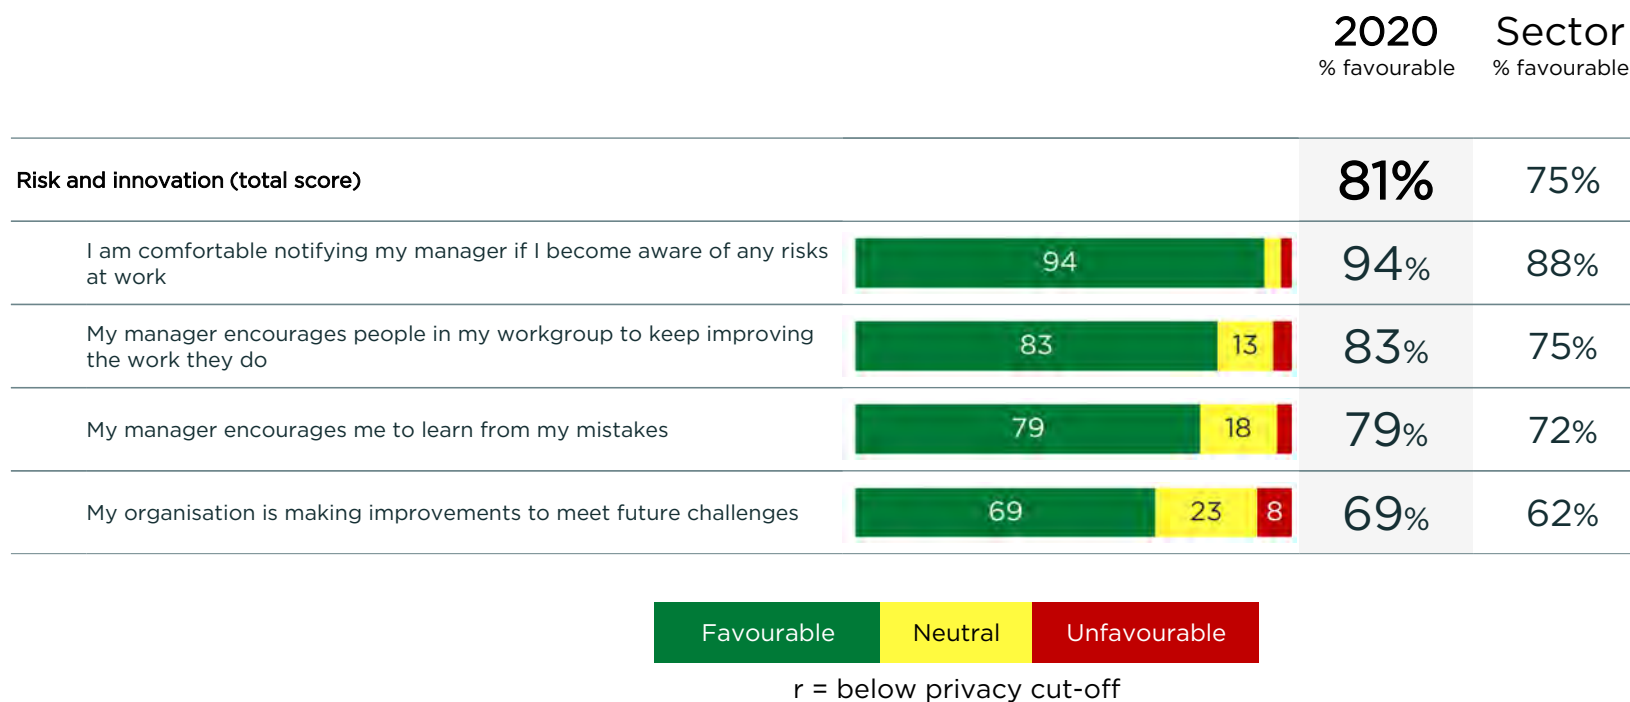 2020 Sector
% favourable % favourable
Risk and innovation (total score) 81% 75%
I am comfortable notifying my manager if I become aware of any risks
at work
94 94% 88%
My manager encourages people in my workgroup to keep improving
the work they do
83 13 83% 75%
My manager encourages me to learn from my mistakes 79 18 79% 72%
My organisation is making improvements to meet future challenges 69 23 8 69% 62%
Favourable Neutral Unfavourable
r = below privacy cut-off